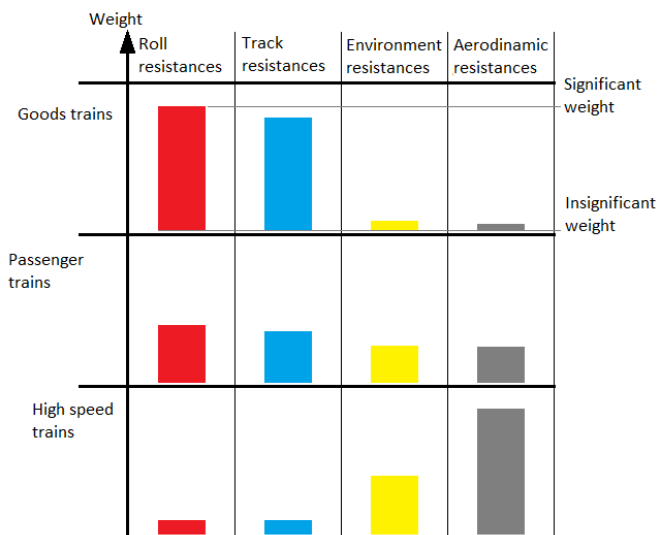 Weight
Roll
resistances
Track
resistances
Environment
resistances
Aerodinamic
resistances
Goods trains
Significant
weight
Insignificant
weight
Passenger
trains
High speed
trains